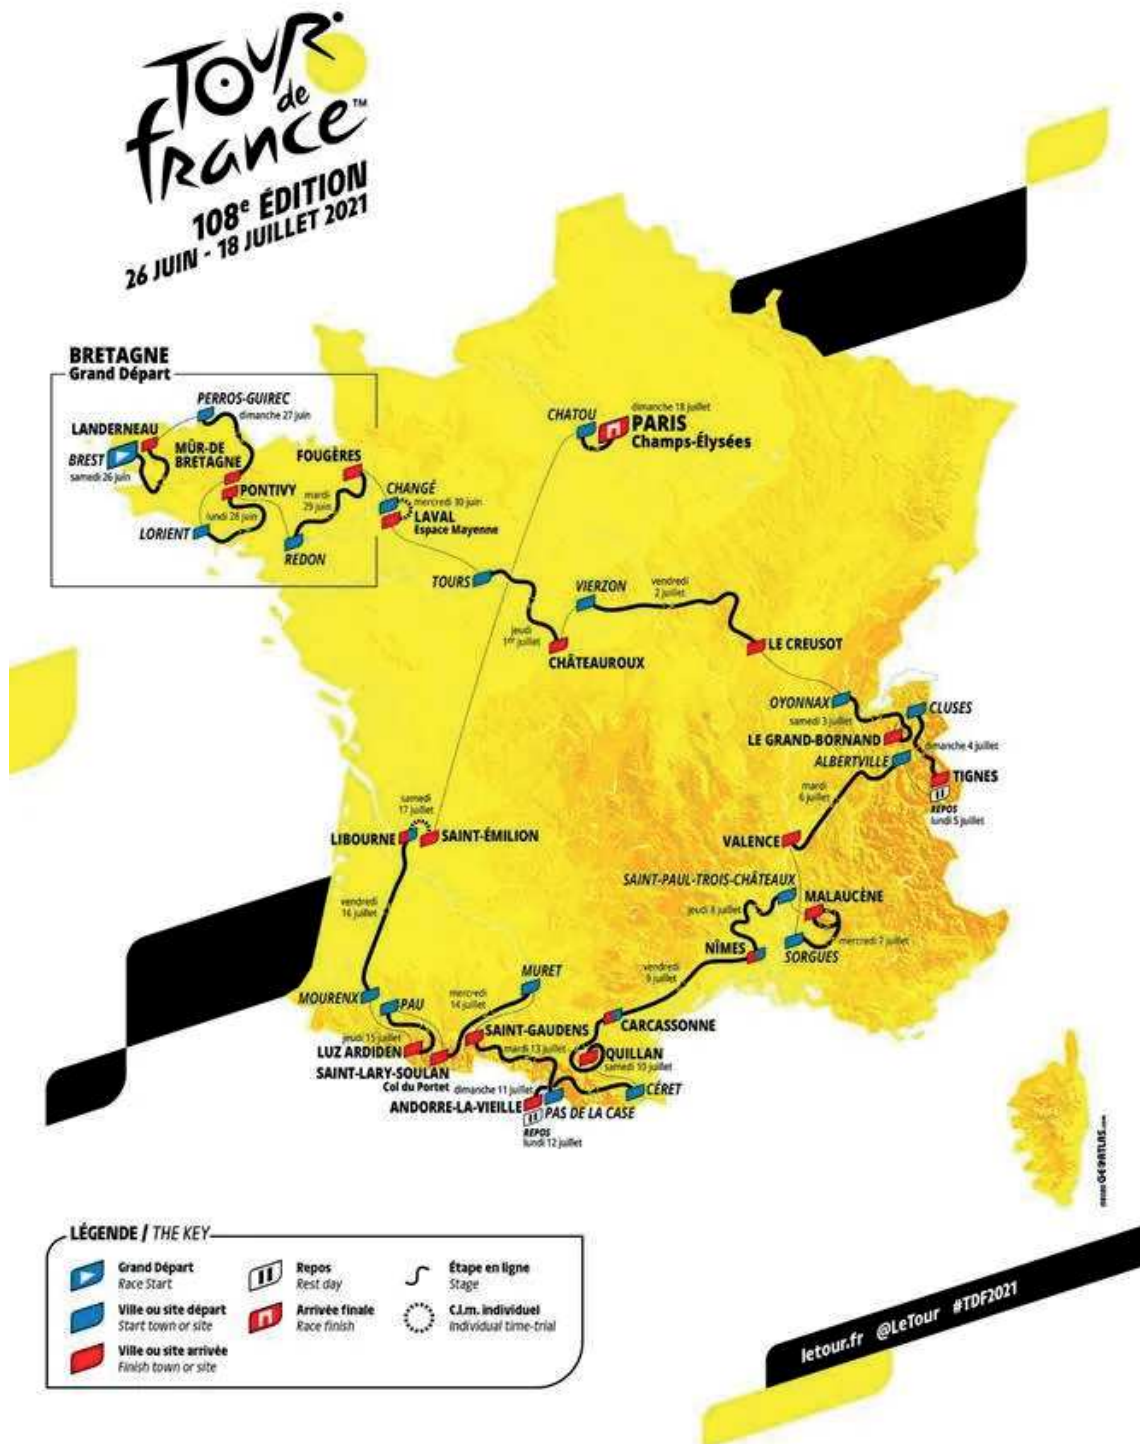 TOUR
de
france™
108e ÉDITION
26 JUIN - 18 JUILLET 2021
BRETAGNE
Grand Départ
PERROS-GUIREC
dimanche 27 juin
LANDERNEAU
BREST
samedi 26 juin
MÛR-DE
BRETAGNE
FOUGÈRES
PONTIVY
mardi
29 juin
lundi 28 juin
LORIENT
REDON
CHANGÉ
mercredi 30 juin
LAVAL
Espace Mayenne
CHATOU
dimanche 18 juillet
PARIS
Champs-Élysées
TOURS
VIERZON
vendredi
2 juillet
jeudi
1er juillet
CHÂTEAUROUX
LE CREUSOT
OYONNAX
CLUSES
samedi 3 juillet
LE GRAND-BORNAND
dimanche 4 juillet
ALBERTVILLE
TIGNES
mardi
6 juillet
REPOS
lundi 5 juillet
samedi
17 juillet
LIBOURNE
SAINT-ÉMILION
VALENCE
SAINT-PAUL-TROIS-CHÂTEAUX
MALAUCÈNE
jeudi 8 juillet
mercredi 7 juillet
SORGUES
NÎMES
vendredi
16 juillet
vendredi
9 juillet
MURET
MOURENX
PAU
mercredi
14 juillet
CARCASSONNE
SAINT-GAUDENS
jeudi 15 juillet
LUZ ARDIDEN
mardi 13 juillet
QUILLAN
samedi 10 juillet
SAINT-LARY-SOULAN
Col du Portet
dimanche 11 juillet
CÉRET
ANDORRE-LA-VIEILLE
PAS DE LA CASE
REPOS
lundi 12 juillet
GEOATLAS.com
LÉGENDE / THE KEY
Grand Départ
Race Start
Ville ou site départ
Start town or site
Ville ou site arrivée
Finish town or site
Repos
Rest day
Arrivée finale
Race finish
Étape en ligne
Stage
C.l.m. individuel
Individual time-trial
letour.fr @LeTour #TDF2021